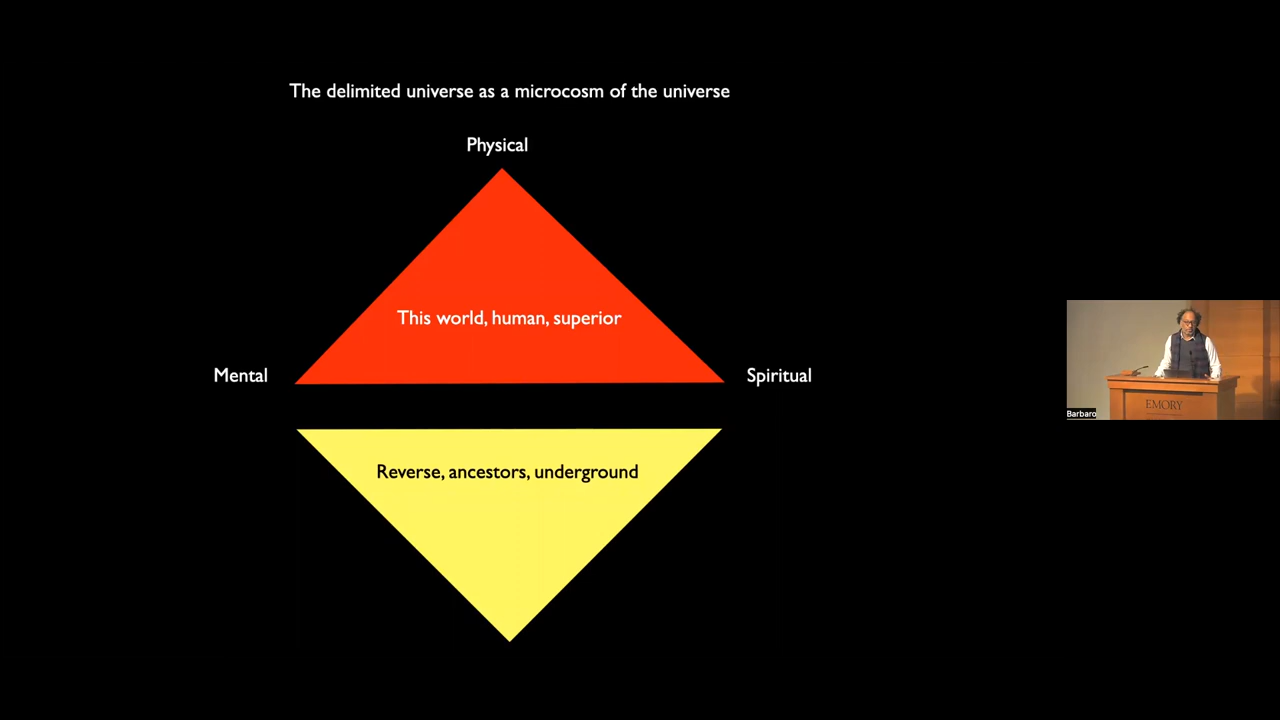 The delimited universe as a microcosm of the universe
Physical
This world, human, superior
Mental
Spiritual
Reverse, ancestors, underground
EMORY
Barbaro